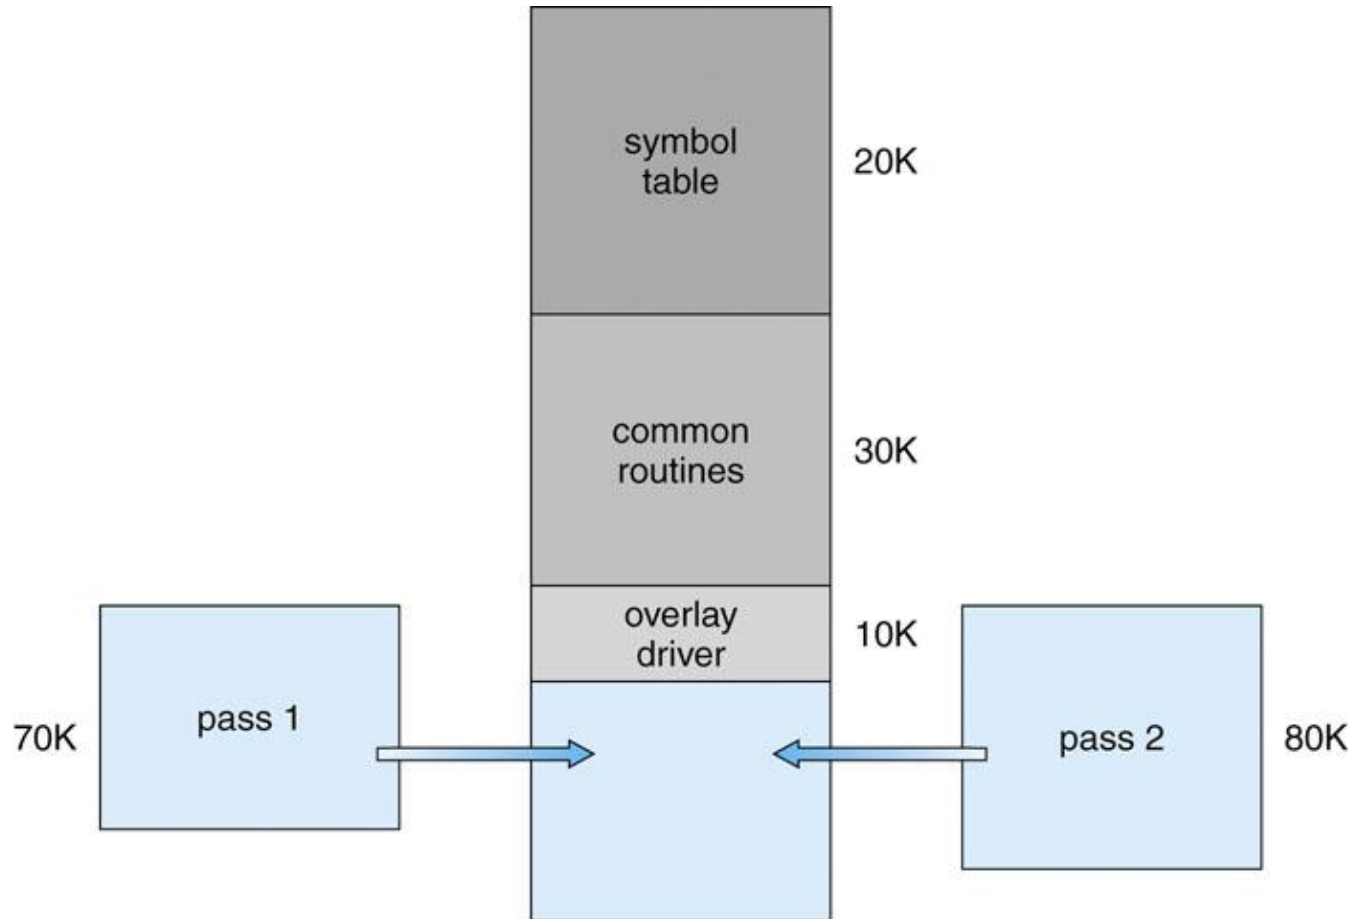 symbol
table
20K
common
routines
30K
overlay
driver
10K
pass 1
70K
pass 2
80K